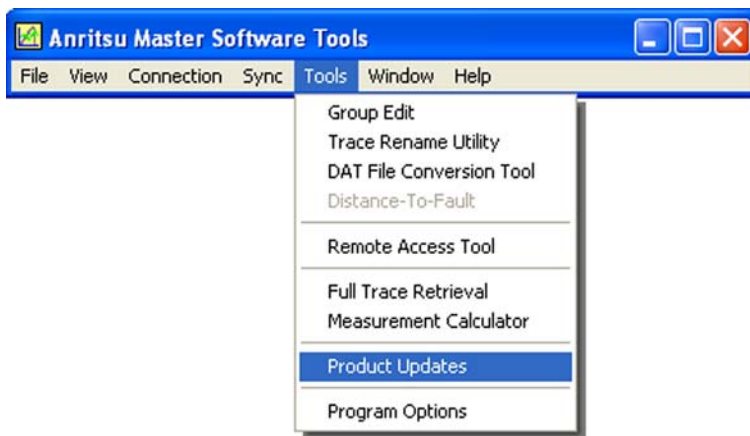 Anritsu Master Software Tools
File View Connection Sync Tools Window Help
Group Edit
Trace Rename Utility
DAT File Conversion Tool
Distance-To-Fault
Remote Access Tool
Full Trace Retrieval
Measurement Calculator
Product Updates
Program Options